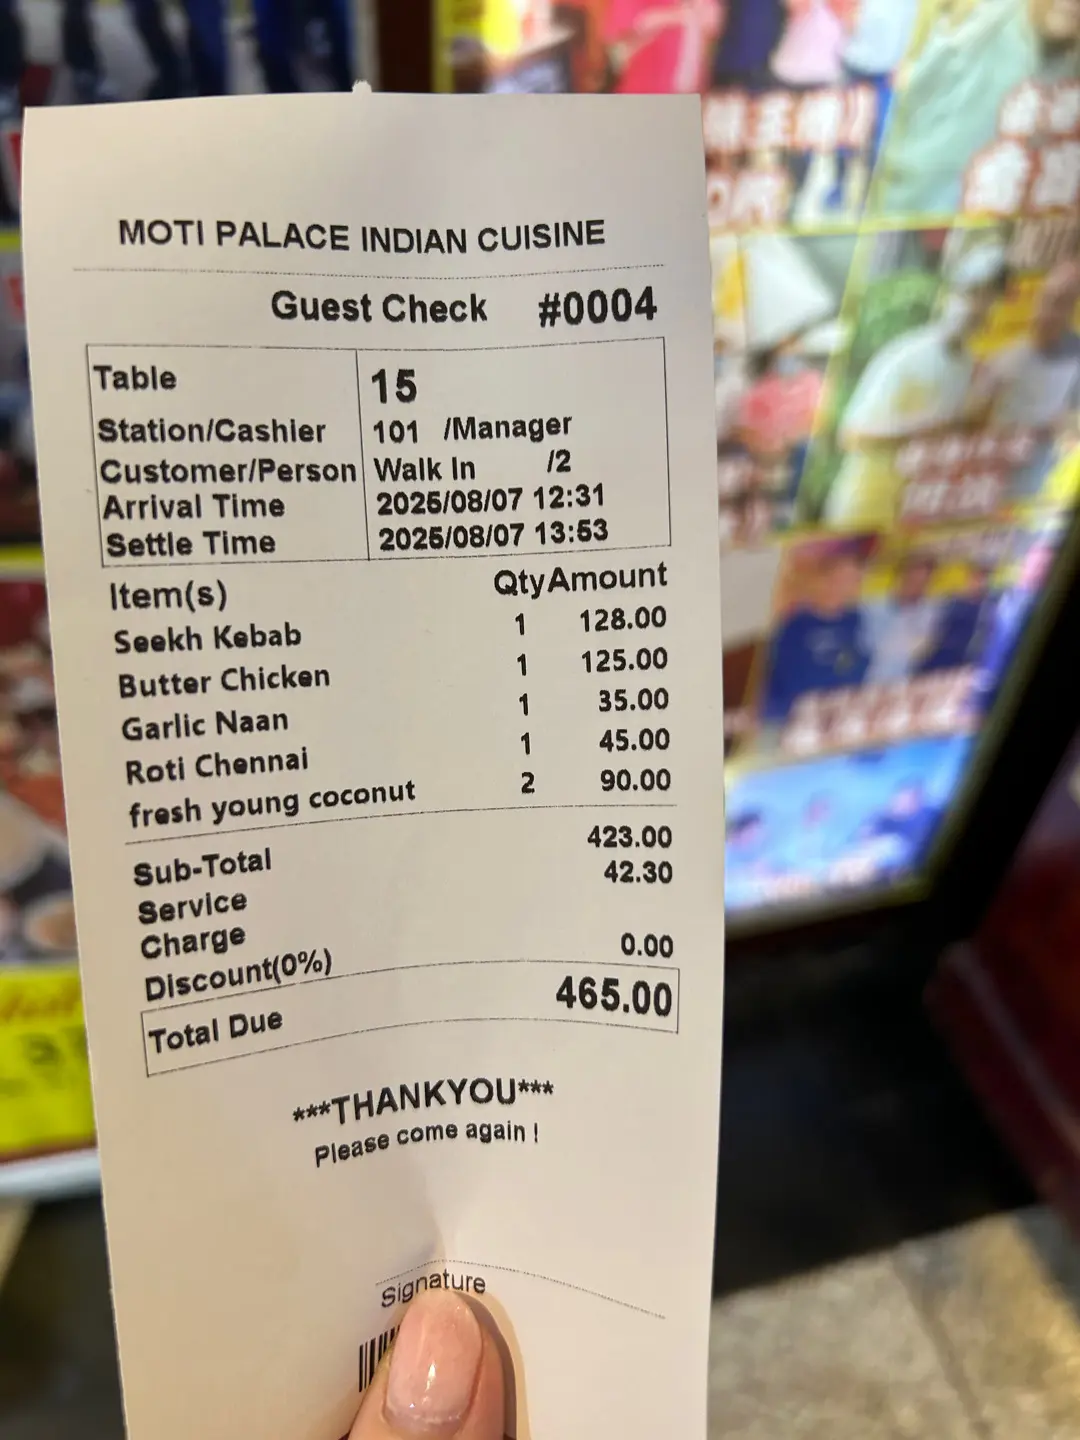 MOTI PALACE INDIAN CUISINE
Guest Check #0004
Table 15
Station/Cashier 101 /Manager
Customer/Person Walk In /2
Arrival Time 2025/08/07 12:31
Settle Time 2025/08/07 13:53
Item(s) Qty Amount
Seekh Kebab 1 128.00
Butter Chicken 1 125.00
Garlic Naan 1 35.00
Roti Chennai 1 45.00
fresh young coconut 2 90.00
Sub-Total 423.00
Service 42.30
Charge
Discount(0%) 0.00
Total Due 465.00
***THANKYOU***
Please come again !
Signature